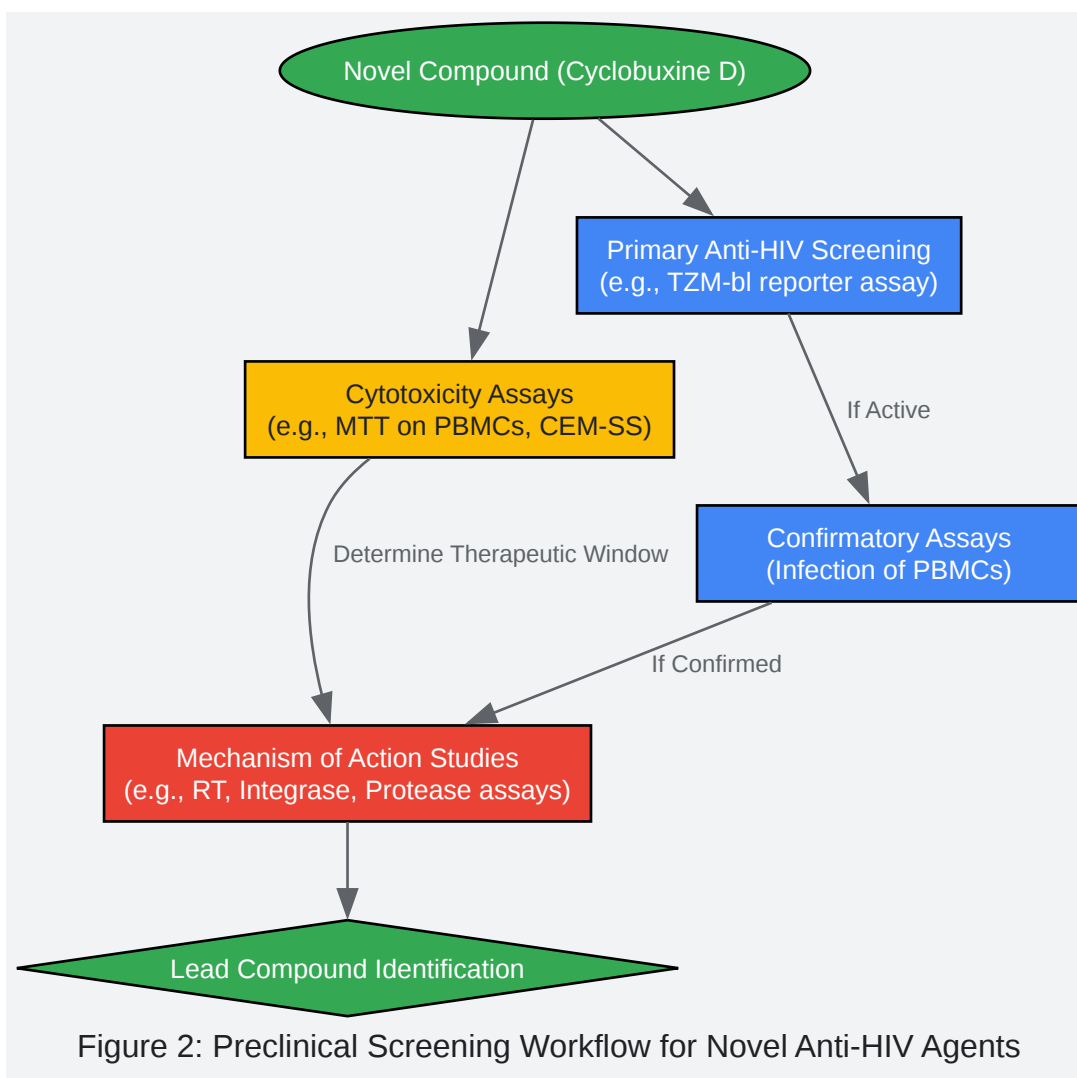 Novel Compound (Cyclobuxine D)
Primary Anti-HIV Screening
(e.g., TZM-bl reporter assay)
Cytotoxicity Assays
(e.g., MTT on PBMCs, CEM-SS)
If Active
Confirmatory Assays
(Infection of PBMCs)
Determine Therapeutic Window
If Confirmed
Mechanism of Action Studies
(e.g., RT, Integrase, Protease assays)
Lead Compound Identification
Figure 2: Preclinical Screening Workflow for Novel Anti-HIV Agents